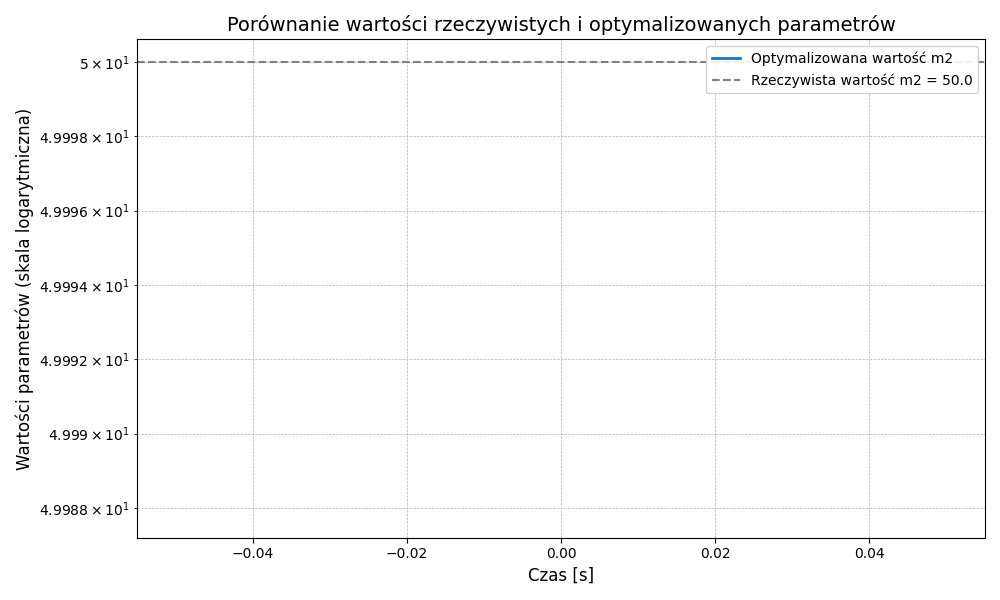 Porównanie wartości rzeczywistych i optymalizowanych parametrów
Wartości parametrów (skala logarytmiczna)
5 × 10¹
4.9998 × 10¹
4.9996 × 10¹
4.9994 × 10¹
4.9992 × 10¹
4.999 × 10¹
4.9988 × 10¹
Optymalizowana wartość m2
Rzeczywista wartość m2 = 50.0
−0.04 −0.02 0.00 0.02 0.04
Czas [s]